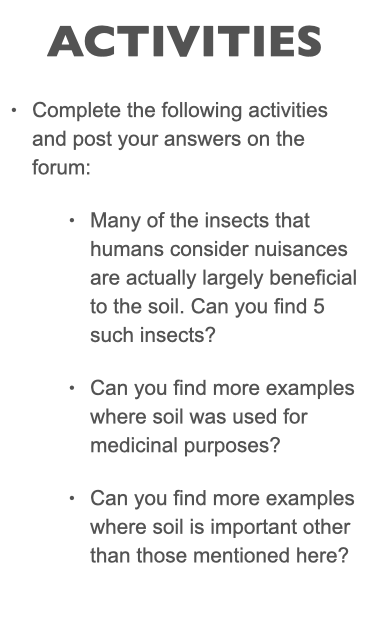 ACTIVITIES
• Complete the following activities
and post your answers on the
forum:
• Many of the insects that
humans consider nuisances
are actually largely beneficial
to the soil. Can you find 5
such insects?
• Can you find more examples
where soil was used for
medicinal purposes?
• Can you find more examples
where soil is important other
than those mentioned here?